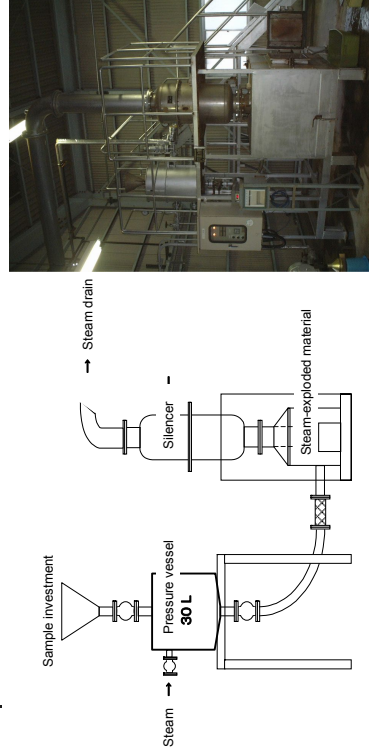 Sample investment
→ Steam drain
Silencer
Pressure vessel
30 L
Steam →
Steam-exploded material